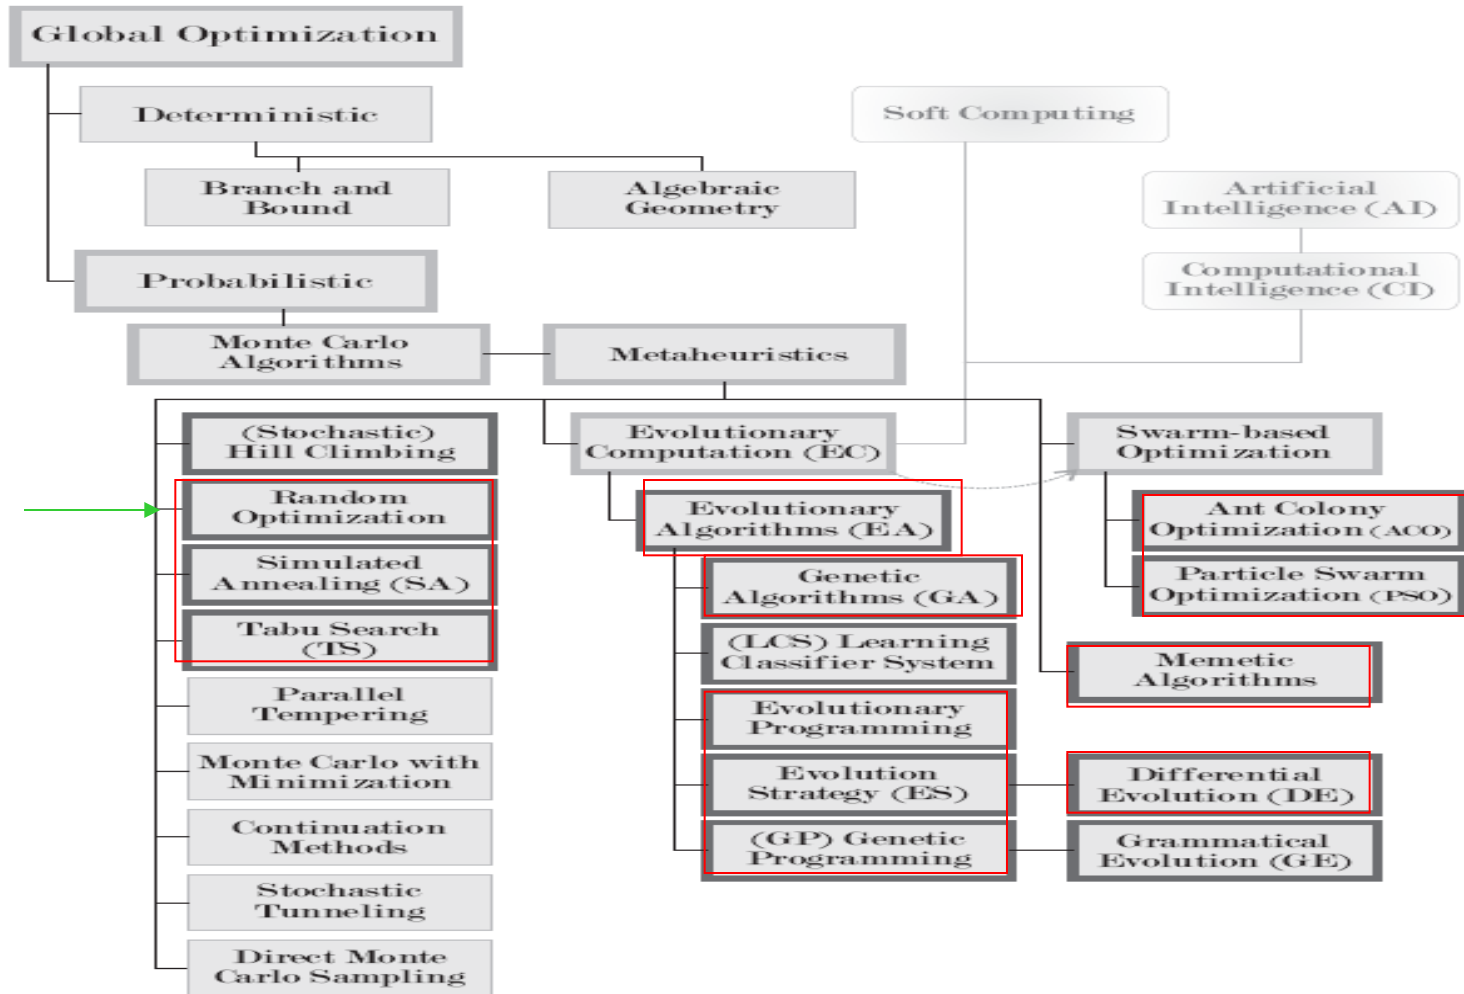 Global Optimization
Deterministic
Soft Computing
Branch and
Bound
Algebraic
Geometry
Artificial
Intelligence (AI)
Probabilistic
Computational
Intelligence (CI)
Monte Carlo
Algorithms
Metaheuristics
(Stochastic)
Hill Climbing
Random
Optimization
Simulated
Annealing (SA)
Tabu Search
(TS)
Parallel
Tempering
Monte Carlo with
Minimization
Continuation
Methods
Stochastic
Tunneling
Direct Monte
Carlo Sampling
Evolutionary
Computation (EC)
Evolutionary
Algorithms (EA)
Genetic
Algorithms (GA)
(LCS) Learning
Classifier System
Evolutionary
Programming
Evolution
Strategy (ES)
(GP) Genetic
Programming
Swarm-based
Optimization
Ant Colony
Optimization (ACO)
Particle Swarm
Optimization (PSO)
Memetic
Algorithms
Differential
Evolution (DE)
Grammatical
Evolution (GE)